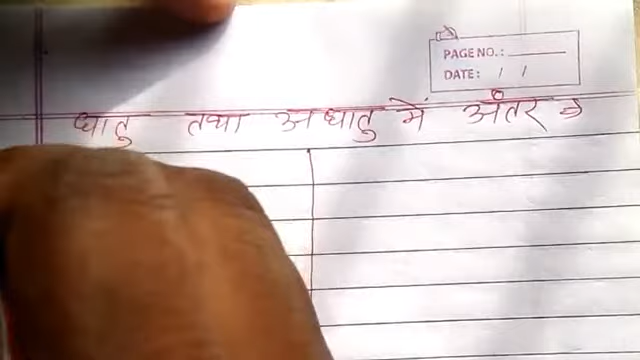 PAGE NO.:
DATE: / /
धातु तथा अधातु में अंतर ⇒